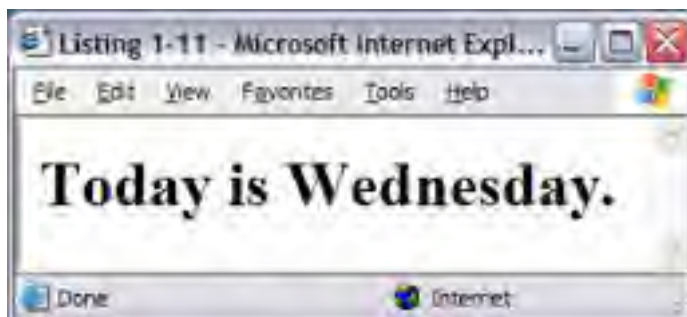 Listing 1-11 - Microsoft Internet Expl...
File Edit View Favorites Tools Help
Today is Wednesday.
Done Internet